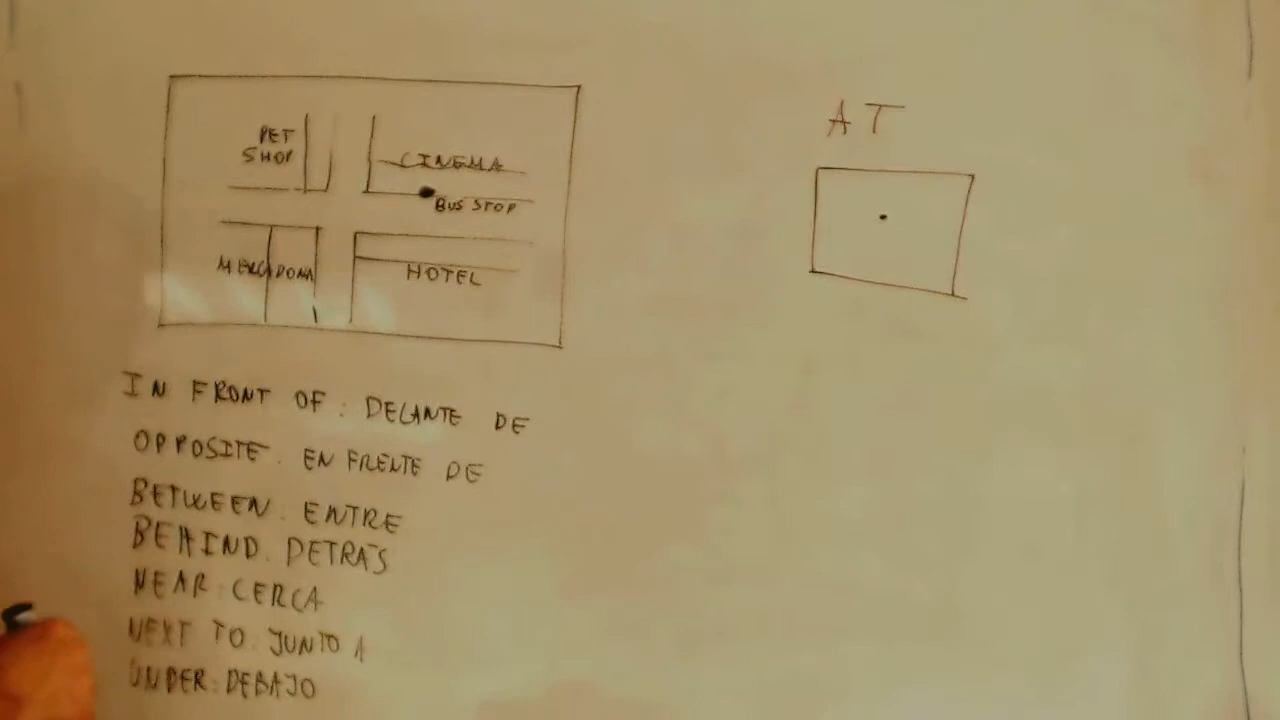 PET
SHOP
CINEMA
BUS STOP
MERCADONA
HOTEL
AT
IN FRONT OF: DELANTE DE
OPPOSITE. EN FRENTE DE
BETWEEN. ENTRE
BEHIND. DETRÁS
NEAR: CERCA
NEXT TO. JUNTO A
UNDER: DEBAJO